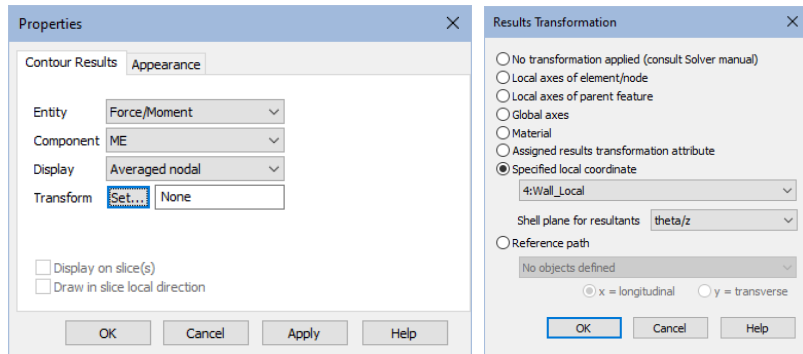 Properties
Contour Results
Appearance
Entity
Force/Moment
Component
ME
Display
Averaged nodal
Transform
Set...
None
Display on slice(s)
Draw in slice local direction
OK
Cancel
Apply
Help
Results Transformation
No transformation applied (consult Solver manual)
Local axes of element/node
Local axes of parent feature
Global axes
Material
Assigned results transformation attribute
Specified local coordinate
4:Wall_Local
Shell plane for resultants
theta/z
Reference path
No objects defined
x = longitudinal
y = transverse
OK
Cancel
Help